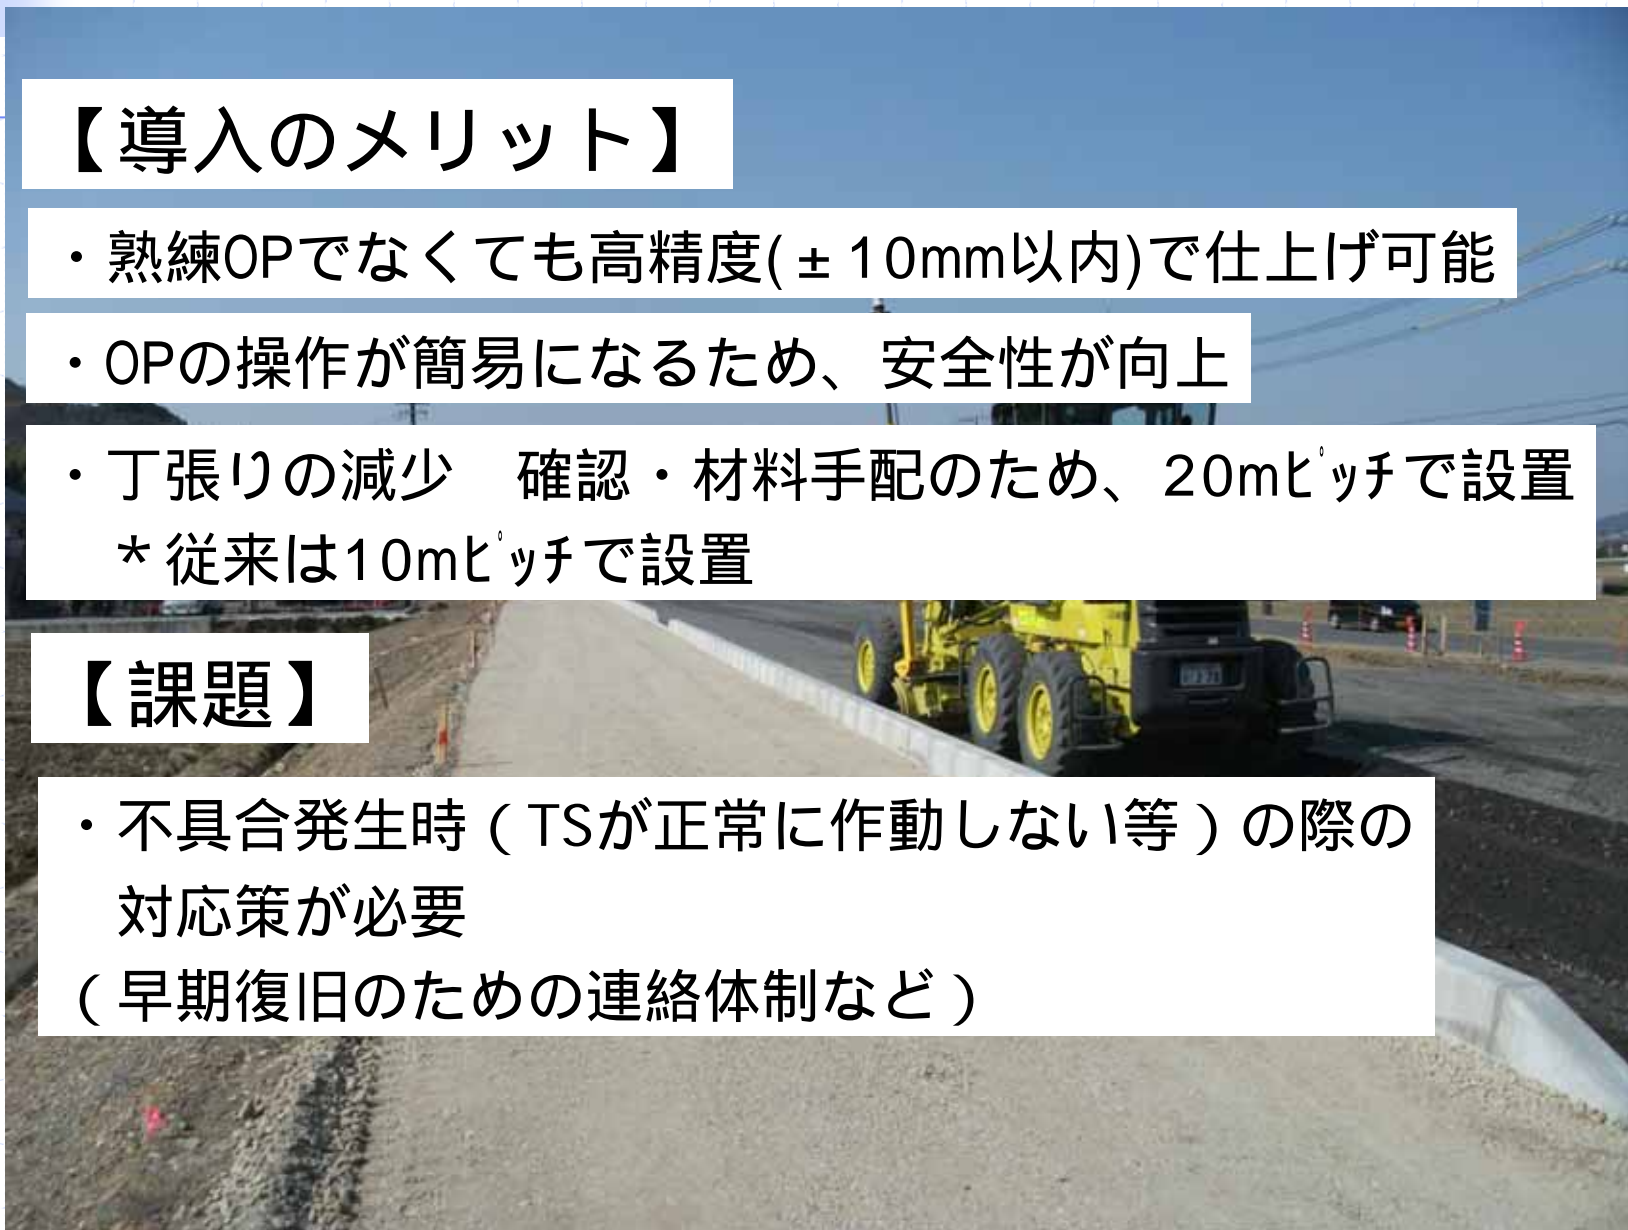 【導入のメリット】
・熟練OPでなくても高精度(±10mm以内)で仕上げ可能
・OPの操作が簡易になるため、安全性が向上
・丁張りの減少　確認・材料手配のため、20mﾋﾟｯﾁで設置
＊従来は10mﾋﾟｯﾁで設置
【課題】
・不具合発生時（TSが正常に作動しない等）の際の
対応策が必要
（早期復旧のための連絡体制など）